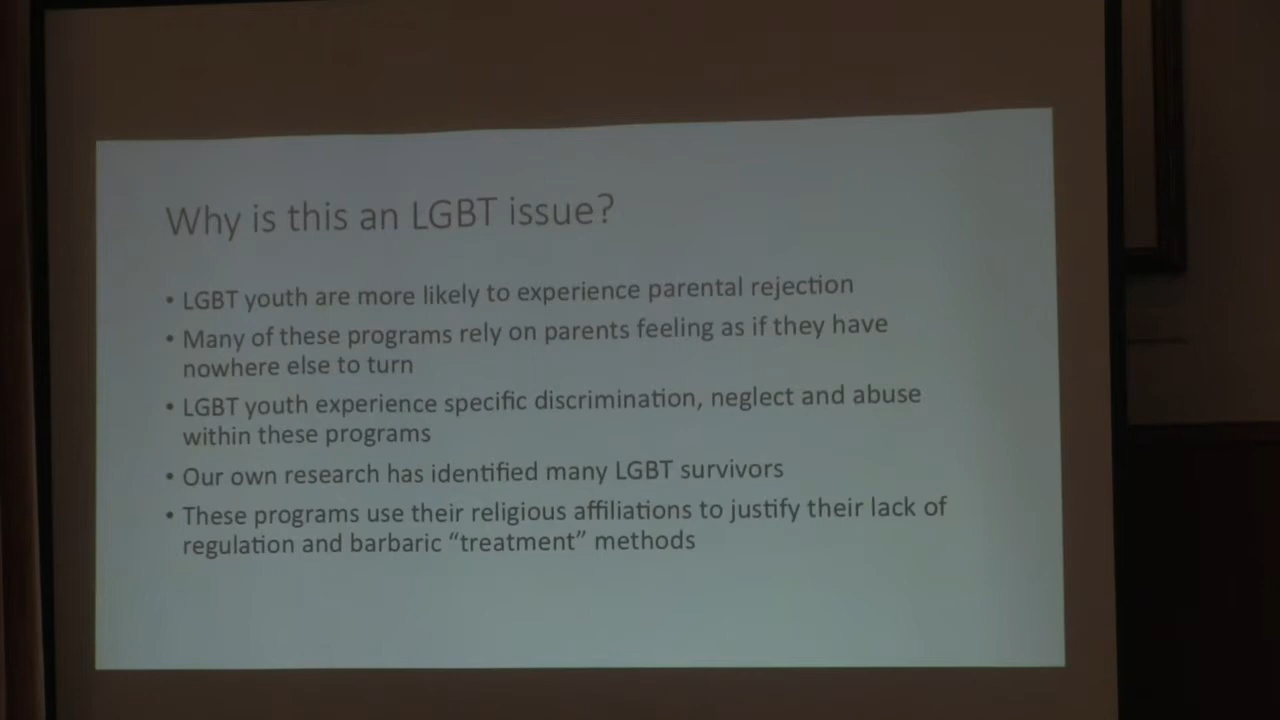 Why is this an LGBT issue?
• LGBT youth are more likely to experience parental rejection
• Many of these programs rely on parents feeling as if they have
nowhere else to turn
• LGBT youth experience specific discrimination, neglect and abuse
within these programs
• Our own research has identified many LGBT survivors
• These programs use their religious affiliations to justify their lack of
regulation and barbaric “treatment” methods